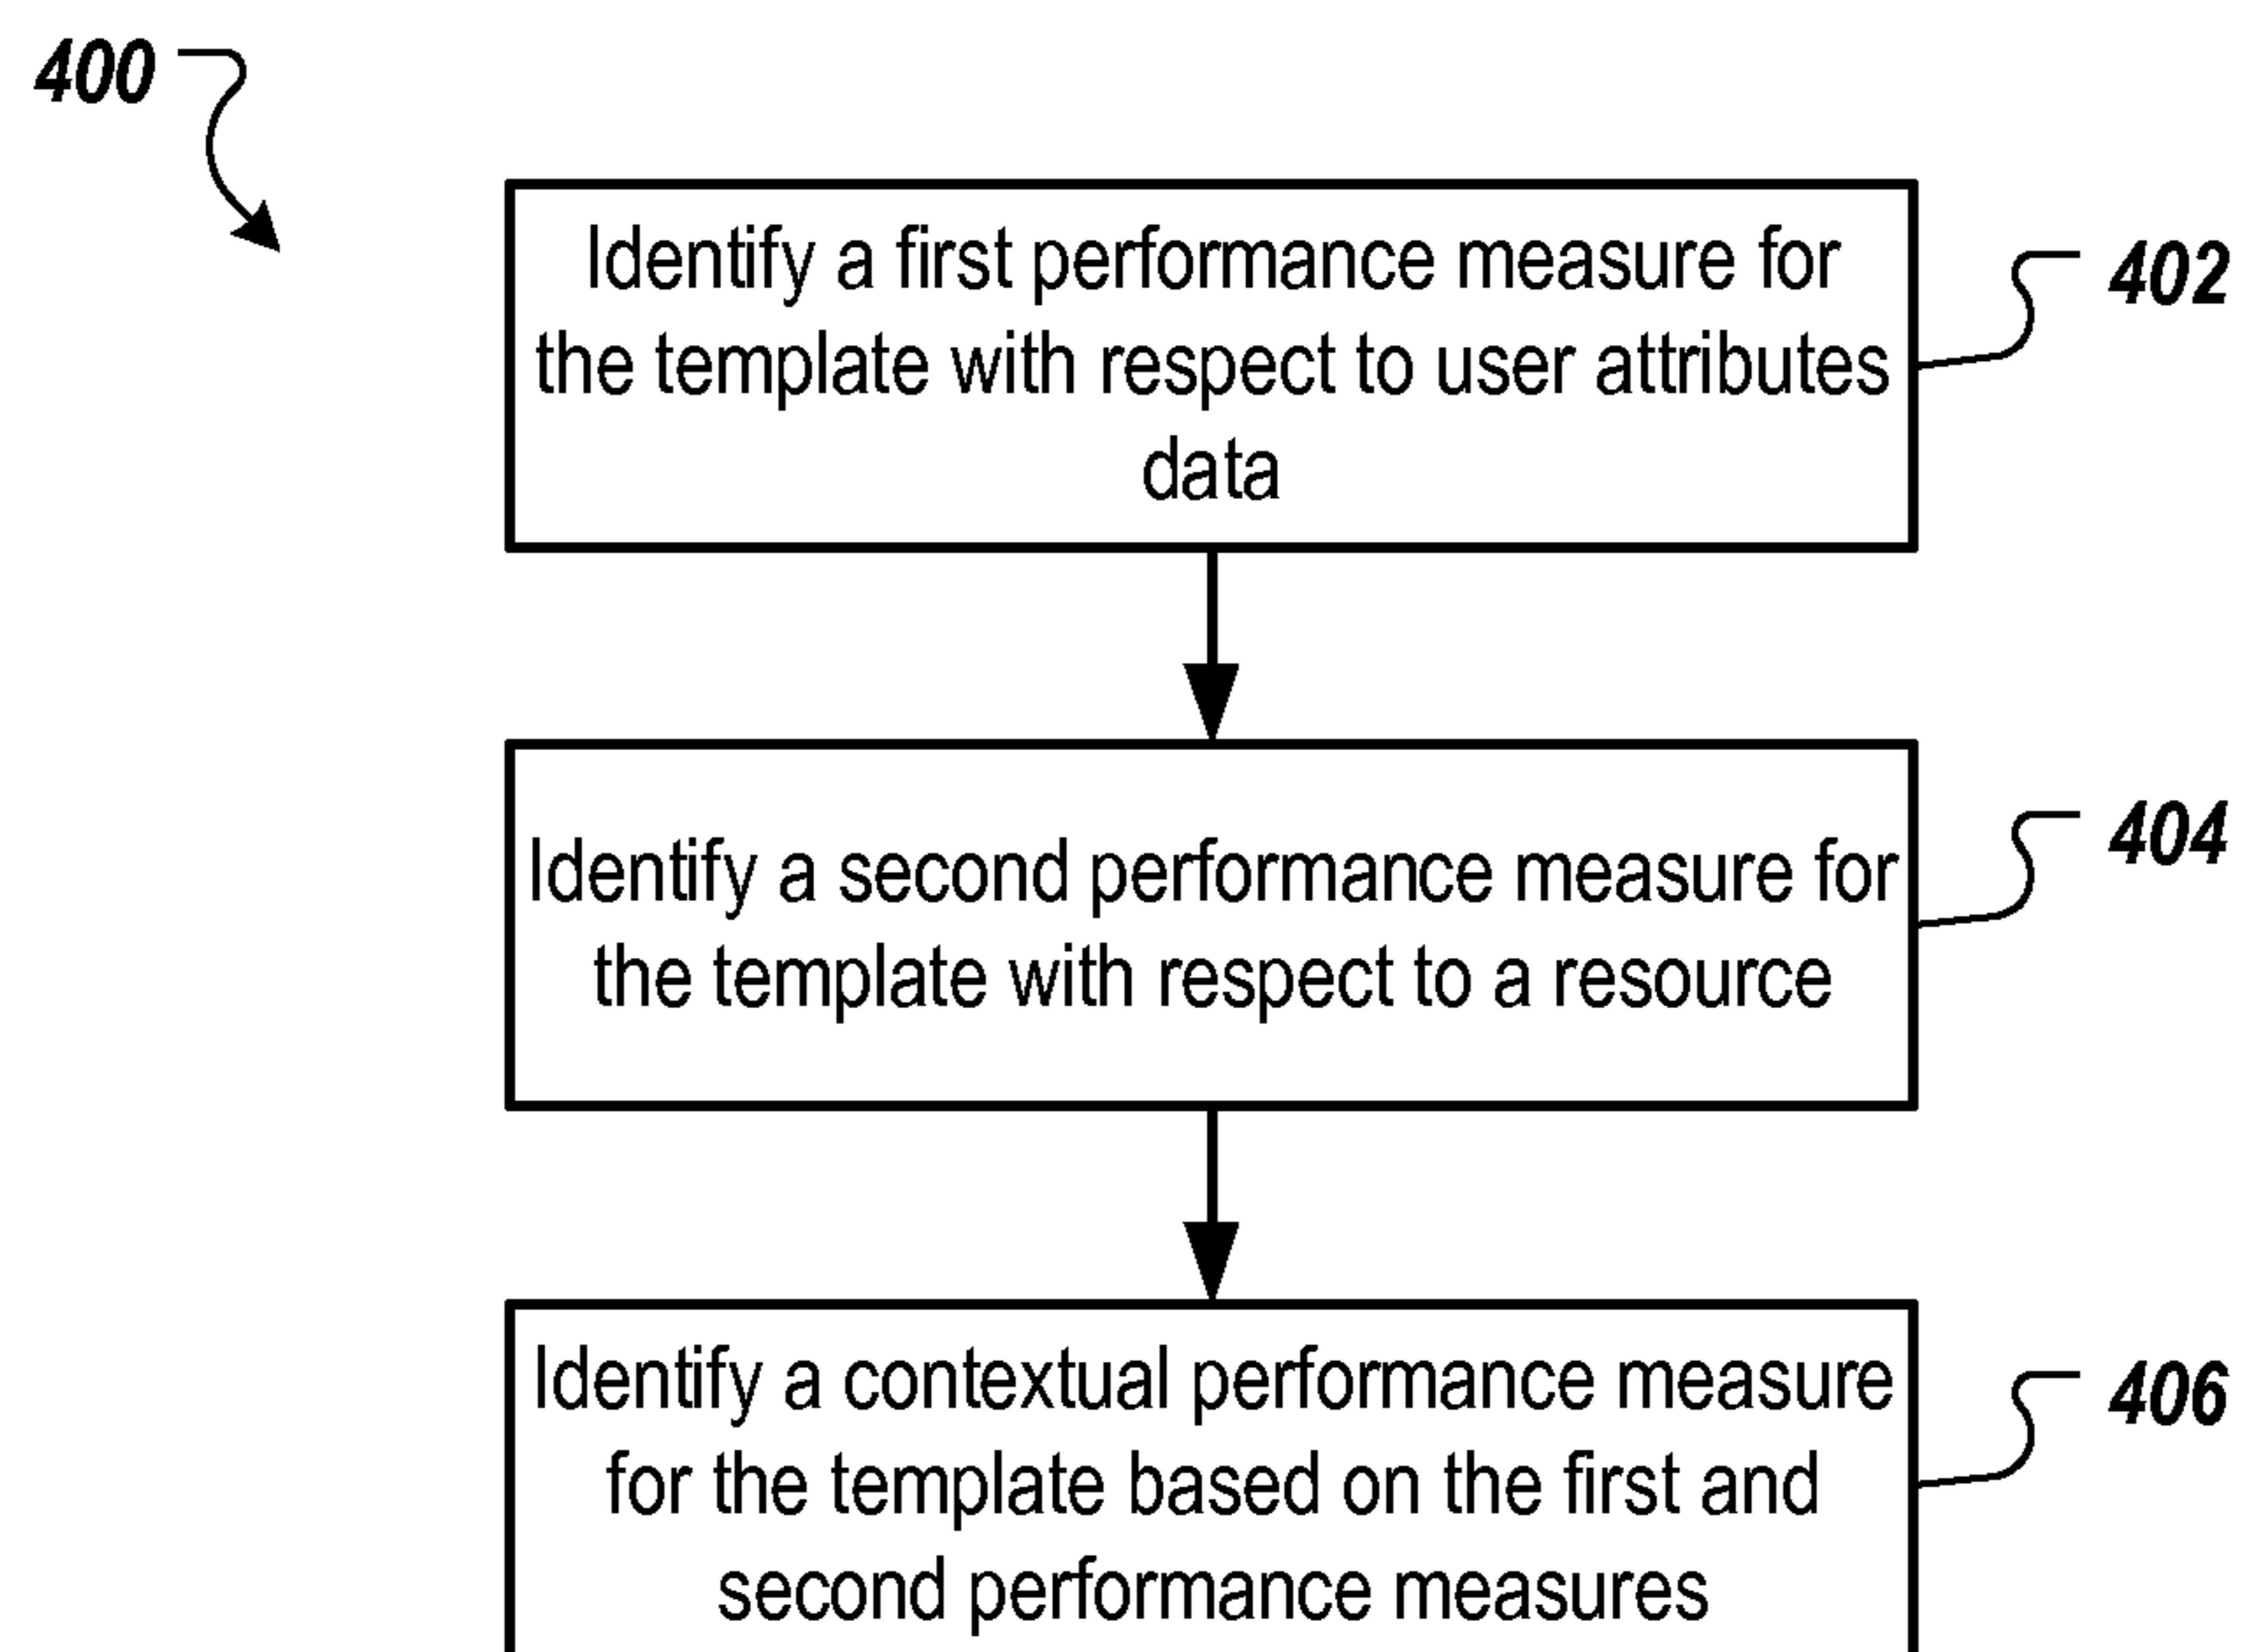 400
Identify a first performance measure for
the template with respect to user attributes
data
402
Identify a second performance measure for
the template with respect to a resource
404
Identify a contextual performance measure
for the template based on the first and
second performance measures
406